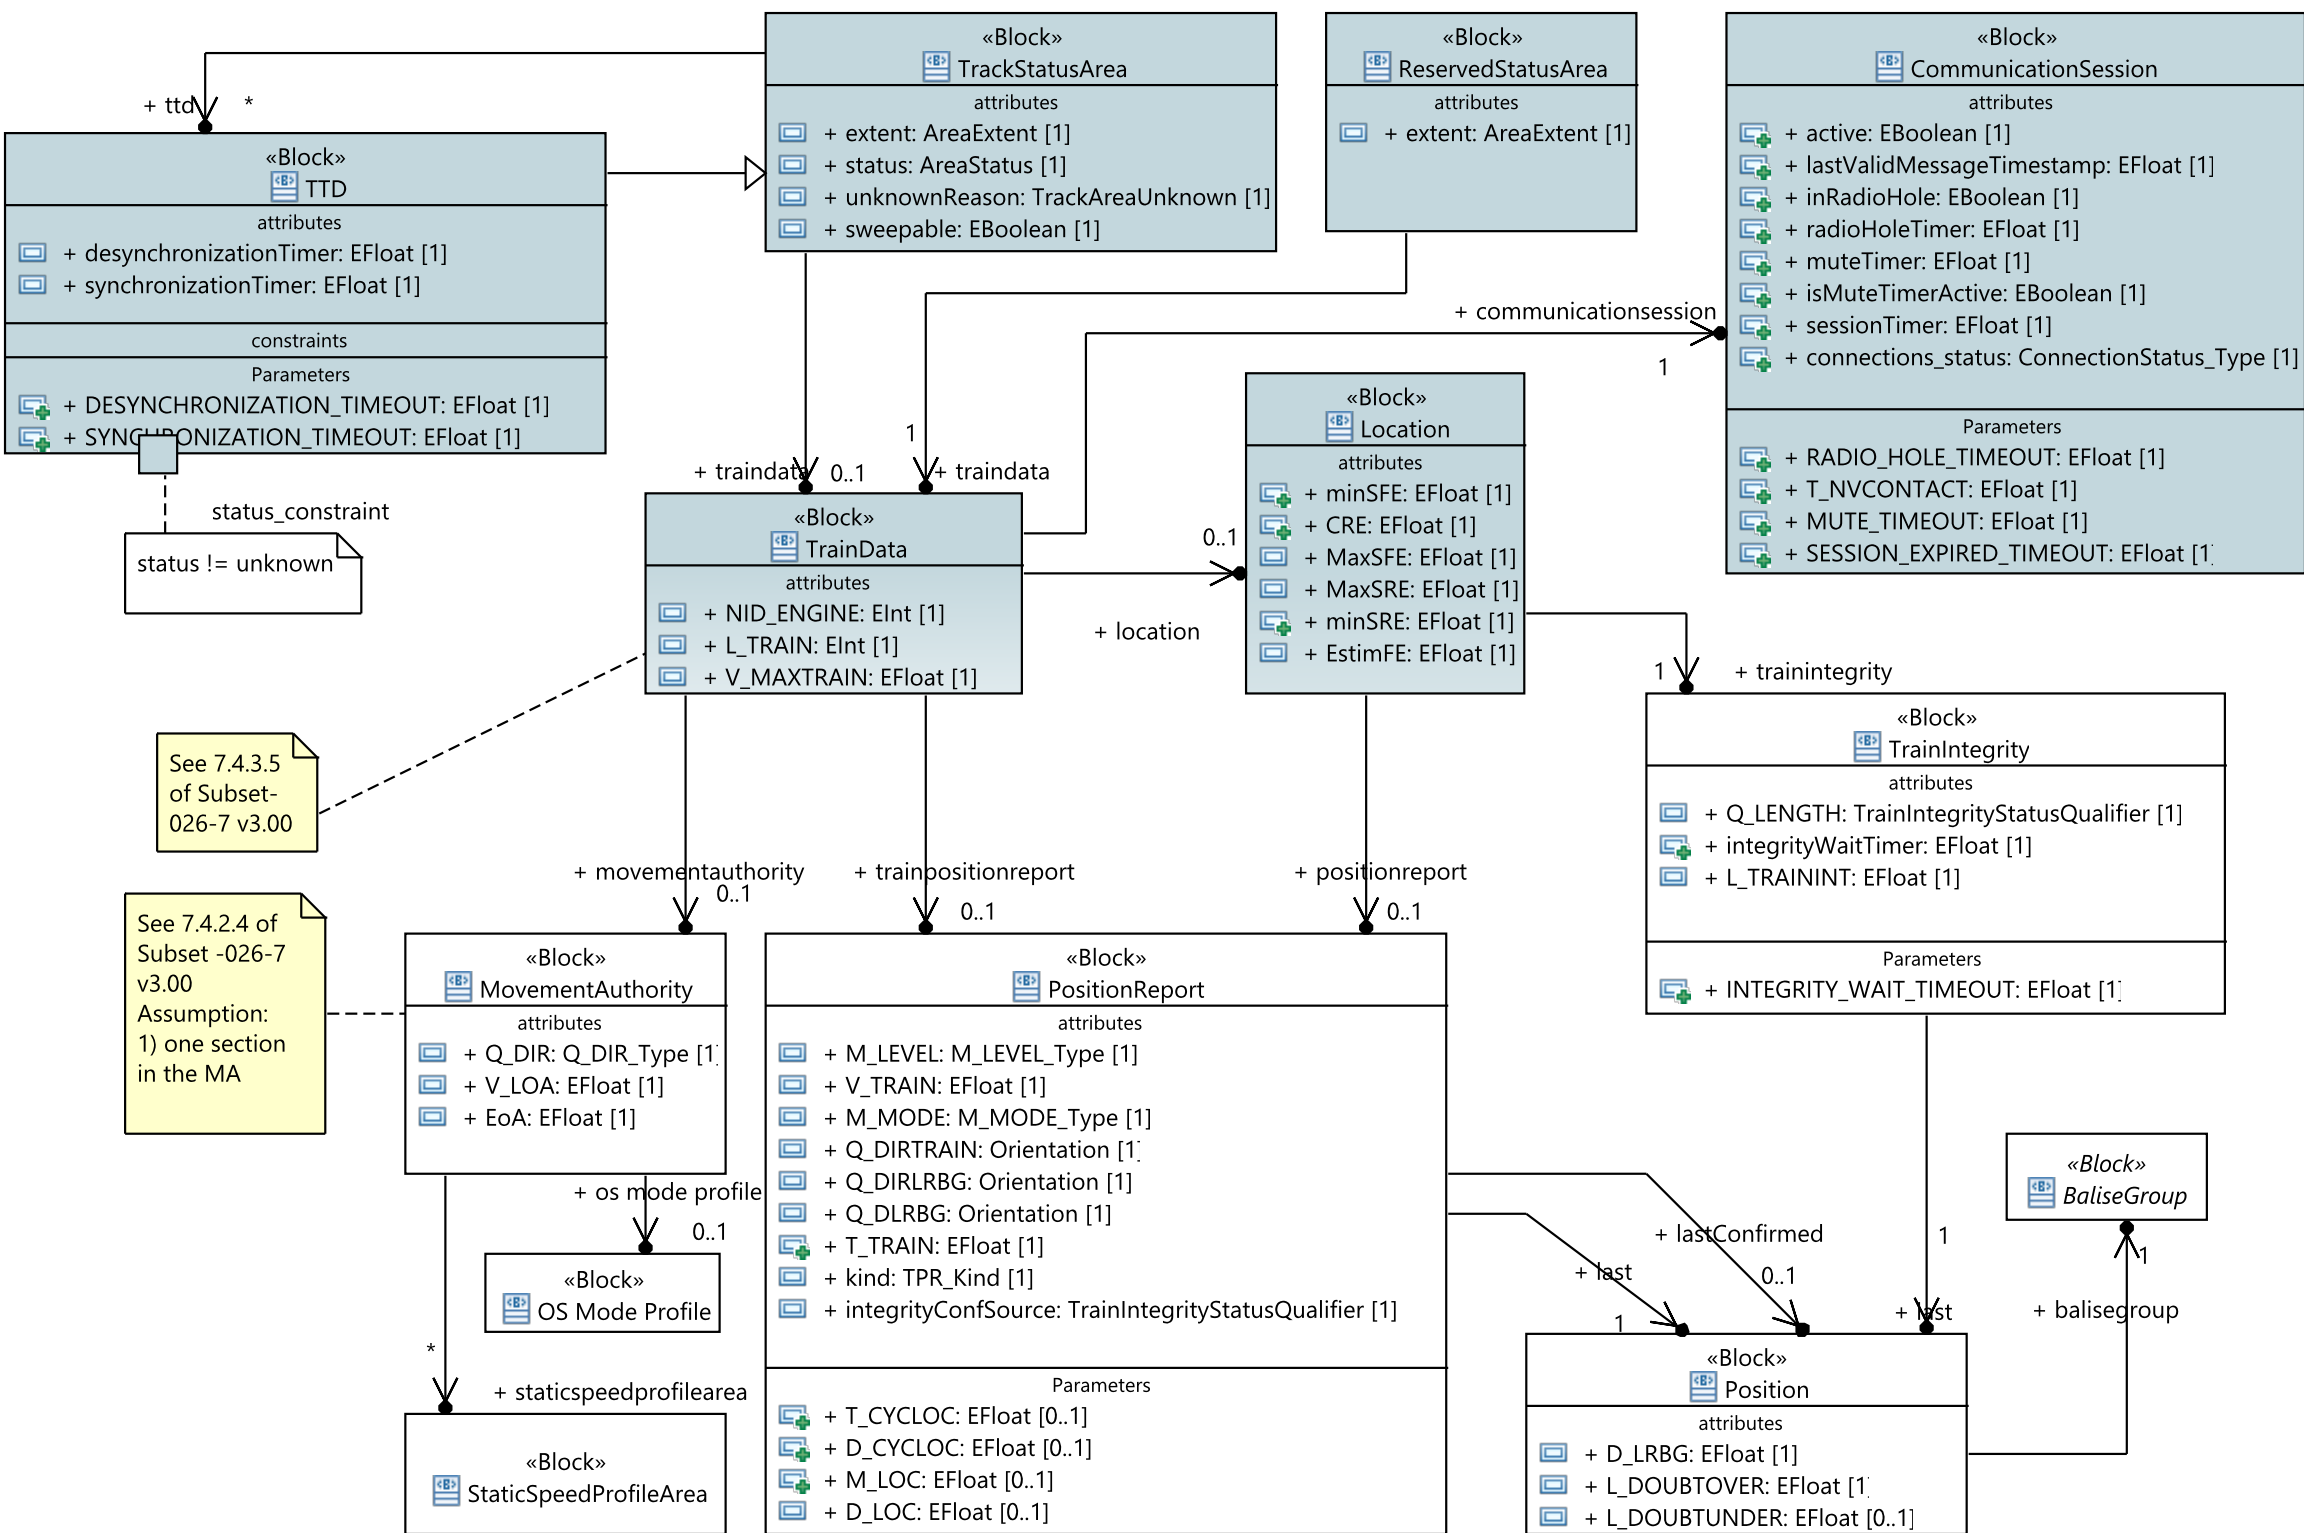 «Block»
TrackStatusArea
attributes
+ extent: AreaExtent [1]
+ status: AreaStatus [1]
+ unknownReason: TrackAreaUnknown [1]
+ sweepable: EBoolean [1]
«Block»
ReservedStatusArea
attributes
+ extent: AreaExtent [1]
«Block»
CommunicationSession
attributes
+ active: EBoolean [1]
+ lastValidMessageTimestamp: EFloat [1]
+ inRadioHole: EBoolean [1]
+ radioHoleTimer: EFloat [1]
+ muteTimer: EFloat [1]
+ isMuteTimerActive: EBoolean [1]
+ sessionTimer: EFloat [1]
+ connections_status: ConnectionStatus_Type [1]
Parameters
+ RADIO_HOLE_TIMEOUT: EFloat [1]
+ T_NVCONTACT: EFloat [1]
+ MUTE_TIMEOUT: EFloat [1]
+ SESSION_EXPIRED_TIMEOUT: EFloat [1]
+ ttd
*
«Block»
TTD
attributes
+ desynchronizationTimer: EFloat [1]
+ synchronizationTimer: EFloat [1]
constraints
Parameters
+ DESYNCHRONIZATION_TIMEOUT: EFloat [1]
+ SYNCHRONIZATION_TIMEOUT: EFloat [1]
status_constraint
status != unknown
+ communicationsession
1
+ traindata
0..1
1
+ traindata
«Block»
TrainData
attributes
+ NID_ENGINE: EInt [1]
+ L_TRAIN: EInt [1]
+ V_MAXTRAIN: EFloat [1]
0..1
+ location
«Block»
Location
attributes
+ minSFE: EFloat [1]
+ CRE: EFloat [1]
+ MaxSFE: EFloat [1]
+ MaxSRE: EFloat [1]
+ minSRE: EFloat [1]
+ EstimFE: EFloat [1]
1
+ trainintegrity
«Block»
TrainIntegrity
attributes
+ Q_LENGTH: TrainIntegrityStatusQualifier [1]
+ integrityWaitTimer: EFloat [1]
+ L_TRAININT: EFloat [1]
Parameters
+ INTEGRITY_WAIT_TIMEOUT: EFloat [1]
See 7.4.3.5
of Subset-
026-7 v3.00
See 7.4.2.4 of
Subset -026-7
v3.00
Assumption:
1) one section
in the MA
+ movementauthority
0..1
+ trainpositionreport
0..1
+ positionreport
0..1
«Block»
MovementAuthority
attributes
+ Q_DIR: Q_DIR_Type [1]
+ V_LOA: EFloat [1]
+ EoA: EFloat [1]
+ os mode profile
0..1
«Block»
OS Mode Profile
*
+ staticspeedprofilearea
«Block»
StaticSpeedProfileArea
«Block»
PositionReport
attributes
+ M_LEVEL: M_LEVEL_Type [1]
+ V_TRAIN: EFloat [1]
+ M_MODE: M_MODE_Type [1]
+ Q_DIRTRAIN: Orientation [1]
+ Q_DIRLRBG: Orientation [1]
+ Q_DLRBG: Orientation [1]
+ T_TRAIN: EFloat [1]
+ kind: TPR_Kind [1]
+ integrityConfSource: TrainIntegrityStatusQualifier [1]
Parameters
+ T_CYCLOC: EFloat [0..1]
+ D_CYCLOC: EFloat [0..1]
+ M_LOC: EFloat [0..1]
+ D_LOC: EFloat [0..1]
+ lastConfirmed
0..1
+ last
1
1
+ last
«Block»
BaliseGroup
1
+ balisegroup
«Block»
Position
attributes
+ D_LRBG: EFloat [1]
+ L_DOUBTOVER: EFloat [1]
+ L_DOUBTUNDER: EFloat [0..1]